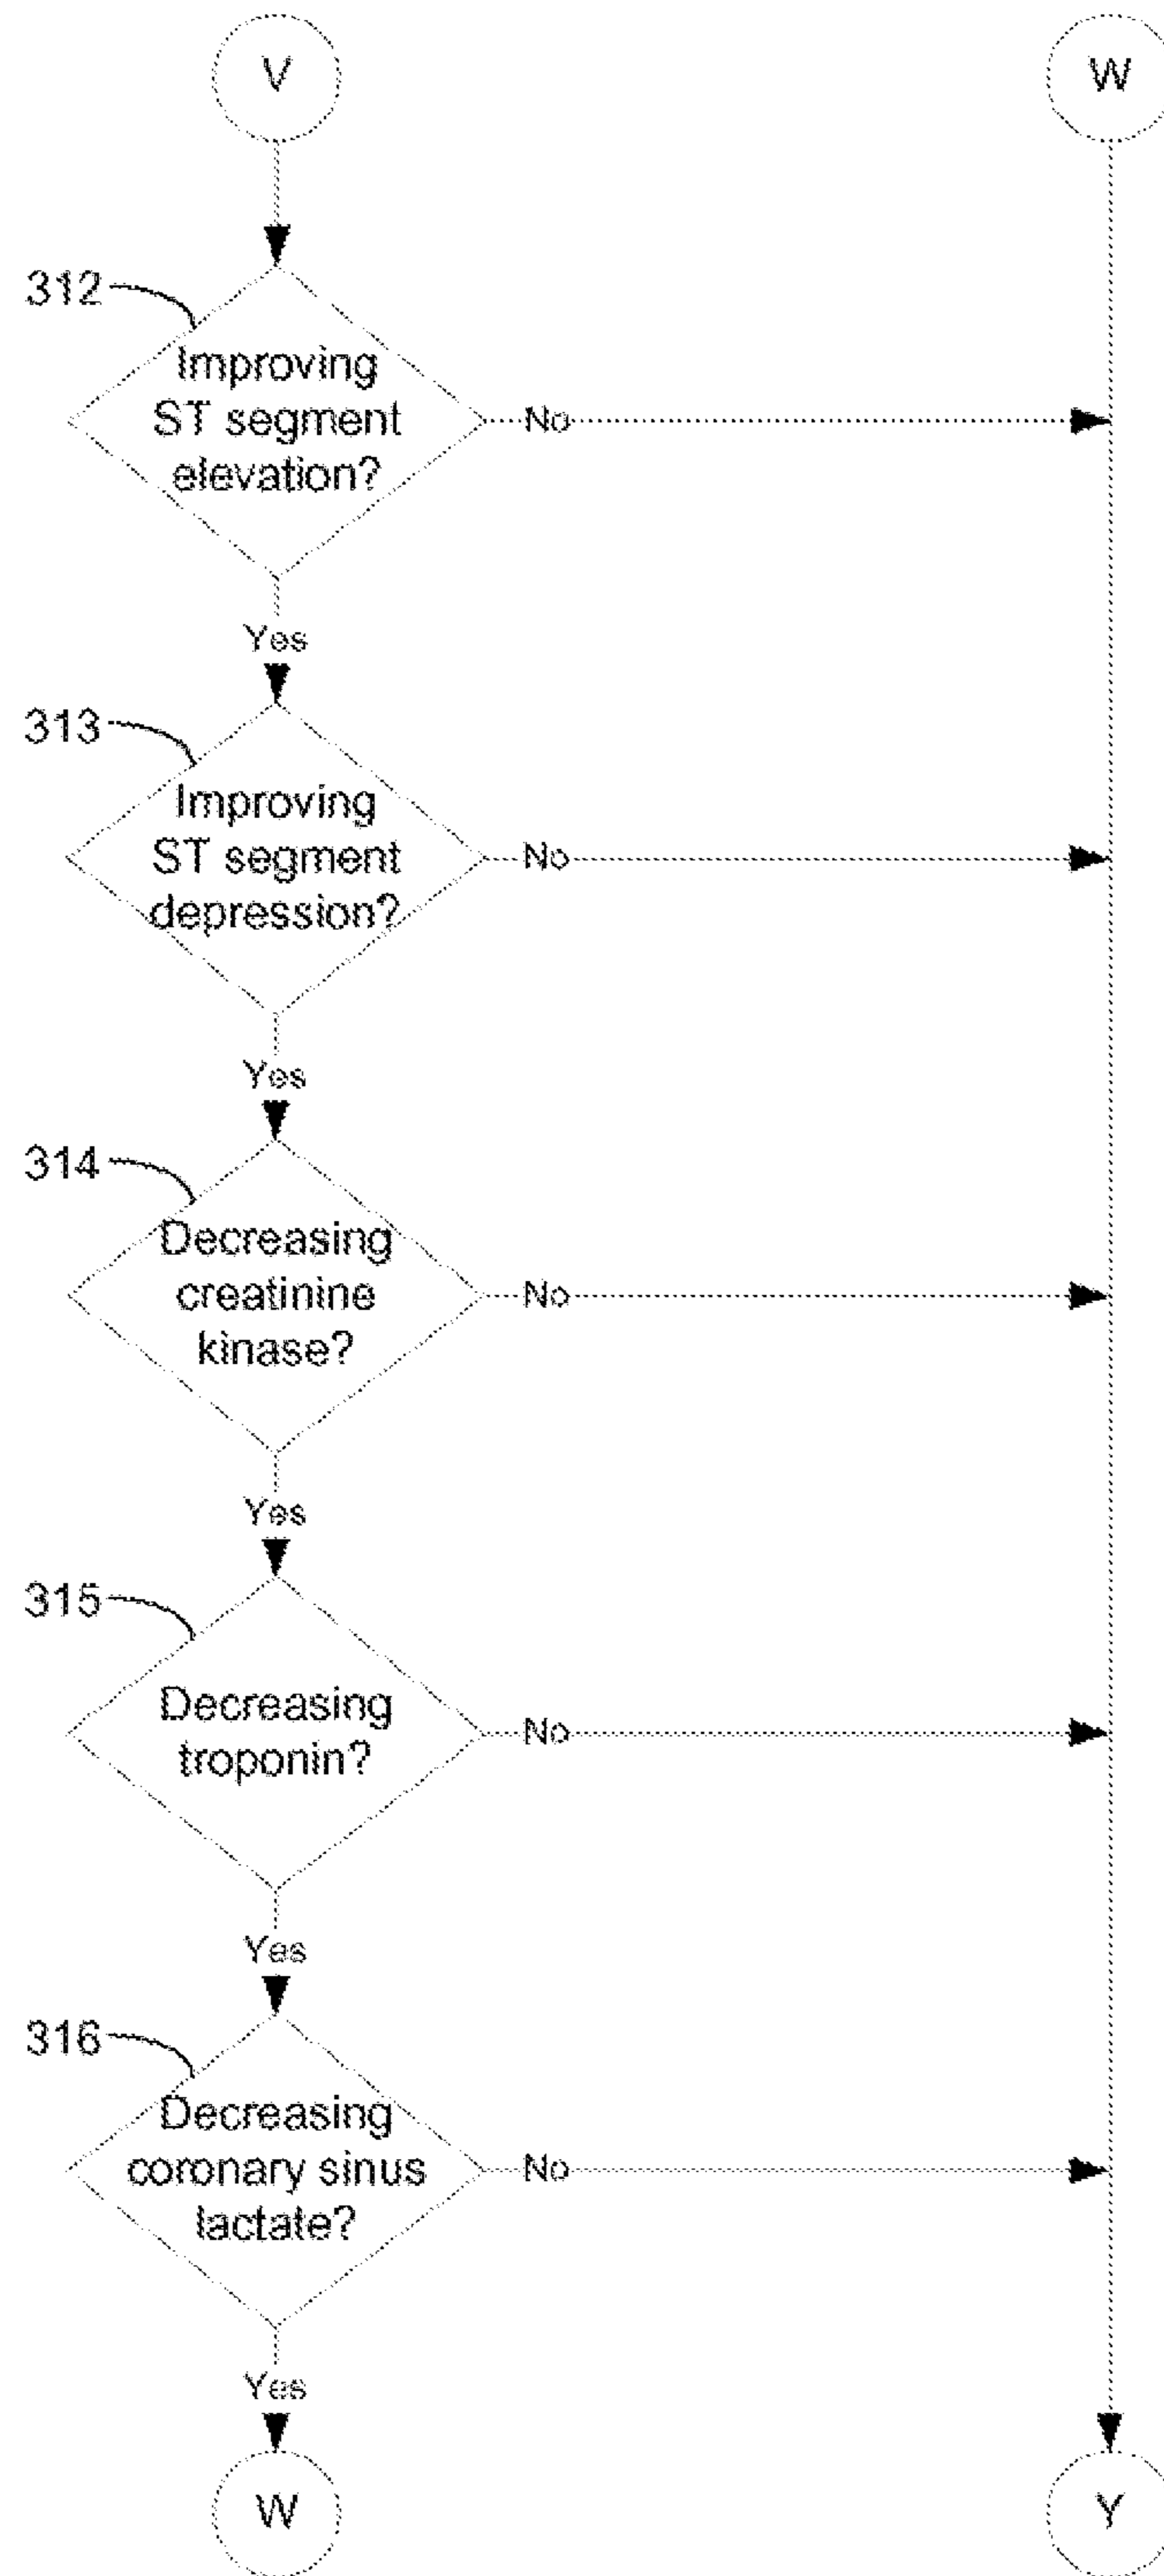 V
W
312
Improving
ST segment
elevation?
No
Yes
313
Improving
ST segment
depression?
No
Yes
314
Decreasing
creatinine
kinase?
No
Yes
315
Decreasing
troponin?
No
Yes
316
Decreasing
coronary sinus
lactate?
No
Yes
W
Y